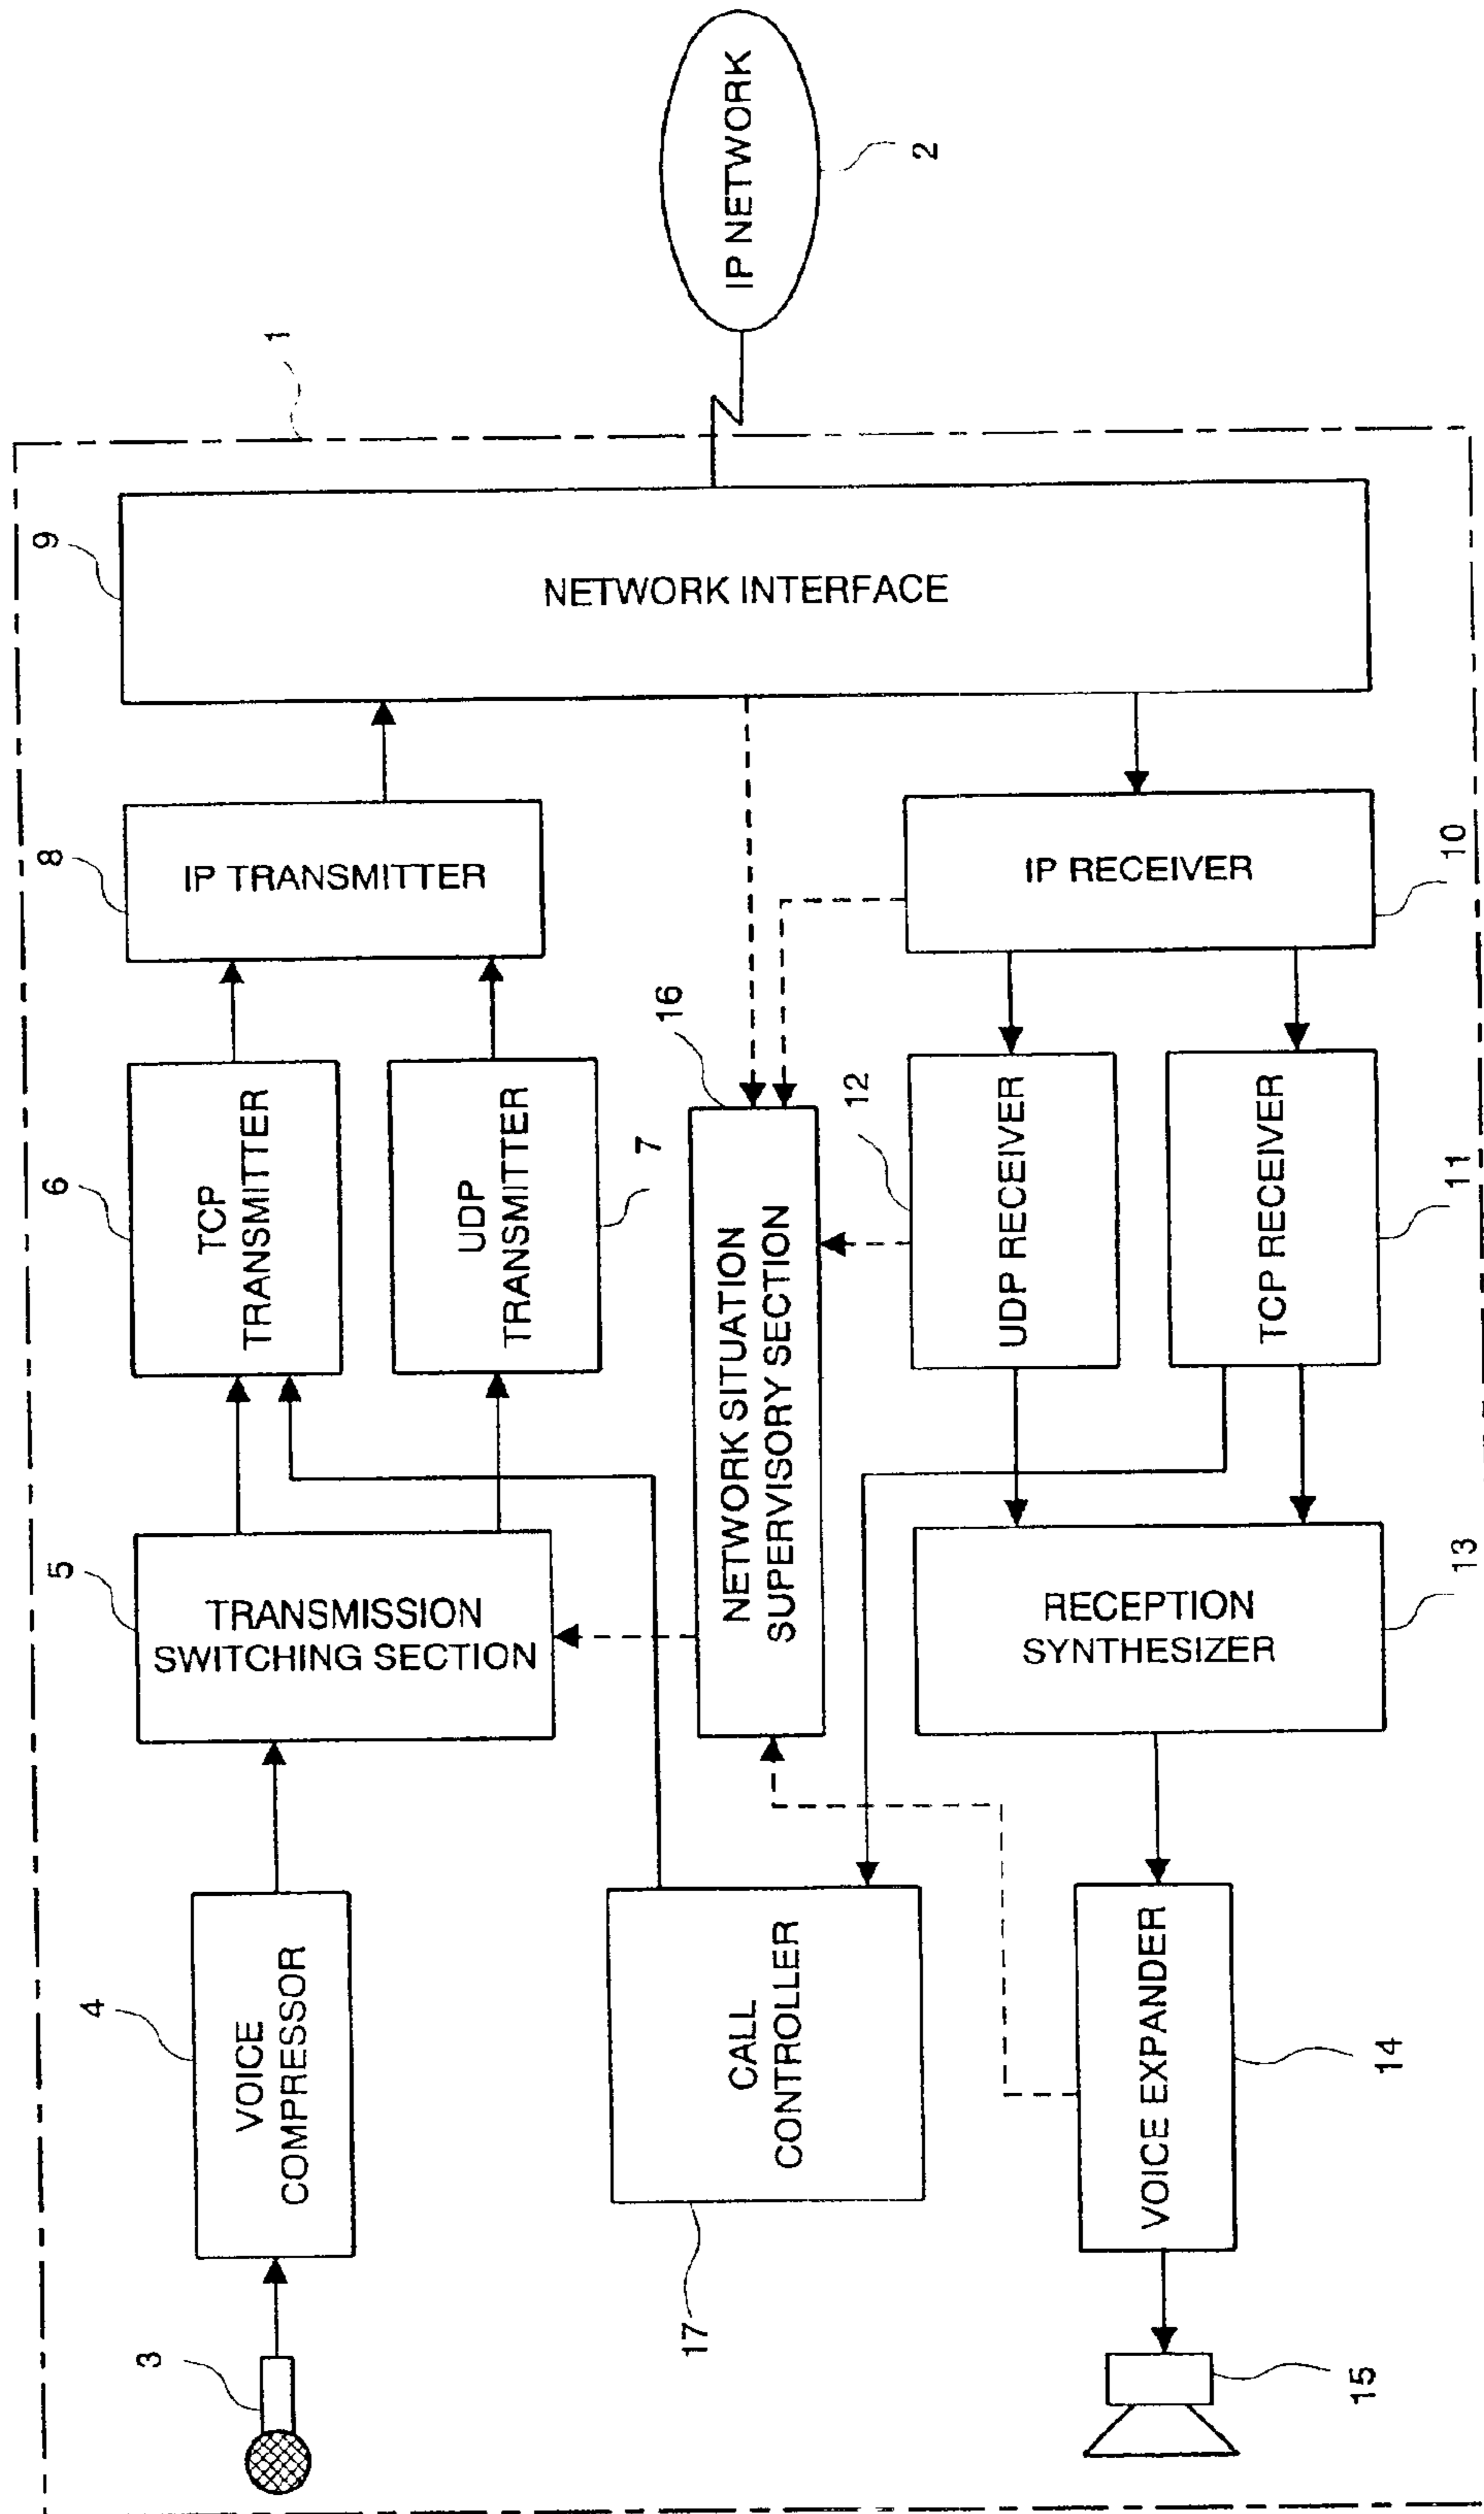 1
IP NETWORK
2
9
NETWORK INTERFACE
8
IP TRANSMITTER
IP RECEIVER
10
6
TCP
TRANSMITTER
UDP
TRANSMITTER
7
16
NETWORK SITUATION
SUPERVISORY SECTION
12
UDP RECEIVER
TCP RECEIVER
11
5
TRANSMISSION
SWITCHING SECTION
RECEPTION
SYNTHESIZER
13
4
VOICE
COMPRESSOR
CALL
CONTROLLER
17
VOICE EXPANDER
14
3
15